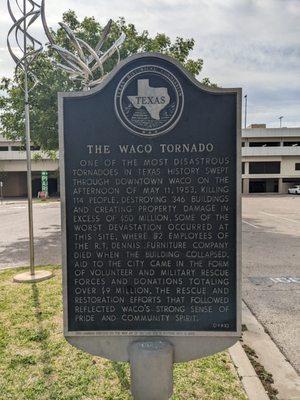 TEXAS
THE WACO TORNADO
ONE OF THE MOST DISASTROUS
TORNADOES IN TEXAS HISTORY SWEPT
THROUGH DOWNTOWN WACO ON THE
AFTERNOON OF MAY 11, 1953, KILLING
114 PEOPLE, DESTROYING 346 BUILDINGS
AND CREATING PROPERTY DAMAGE IN
EXCESS OF $50 MILLION. SOME OF THE
WORST DEVASTATION OCCURRED AT
THIS SITE, WHERE 22 EMPLOYEES OF
THE R.T. DENNIS FURNITURE COMPANY
DIED WHEN THE BUILDING COLLAPSED.
AID TO THE CITY CAME IN THE FORM
OF VOLUNTEER AND MILITARY RESCUE
FORCES AND DONATIONS TOTALING
OVER $9 MILLION. THE RESCUE AND
RESTORATION EFFORTS THAT FOLLOWED
REFLECTED WACO'S STRONG SENSE OF
PRIDE AND COMMUNITY SPIRIT.